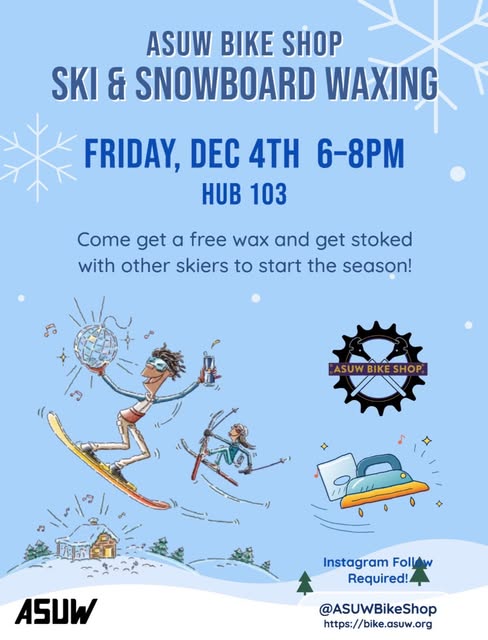 ASUW BIKE SHOP
SKI & SNOWBOARD WAXING
FRIDAY, DEC 4TH 6-8PM
HUB 103
Come get a free wax and get stoked
with other skiers to start the season!
ASUW BIKE SHOP
Instagram Follow
Required!
@ASUWBikeShop
https://bike.asuw.org
ASUW